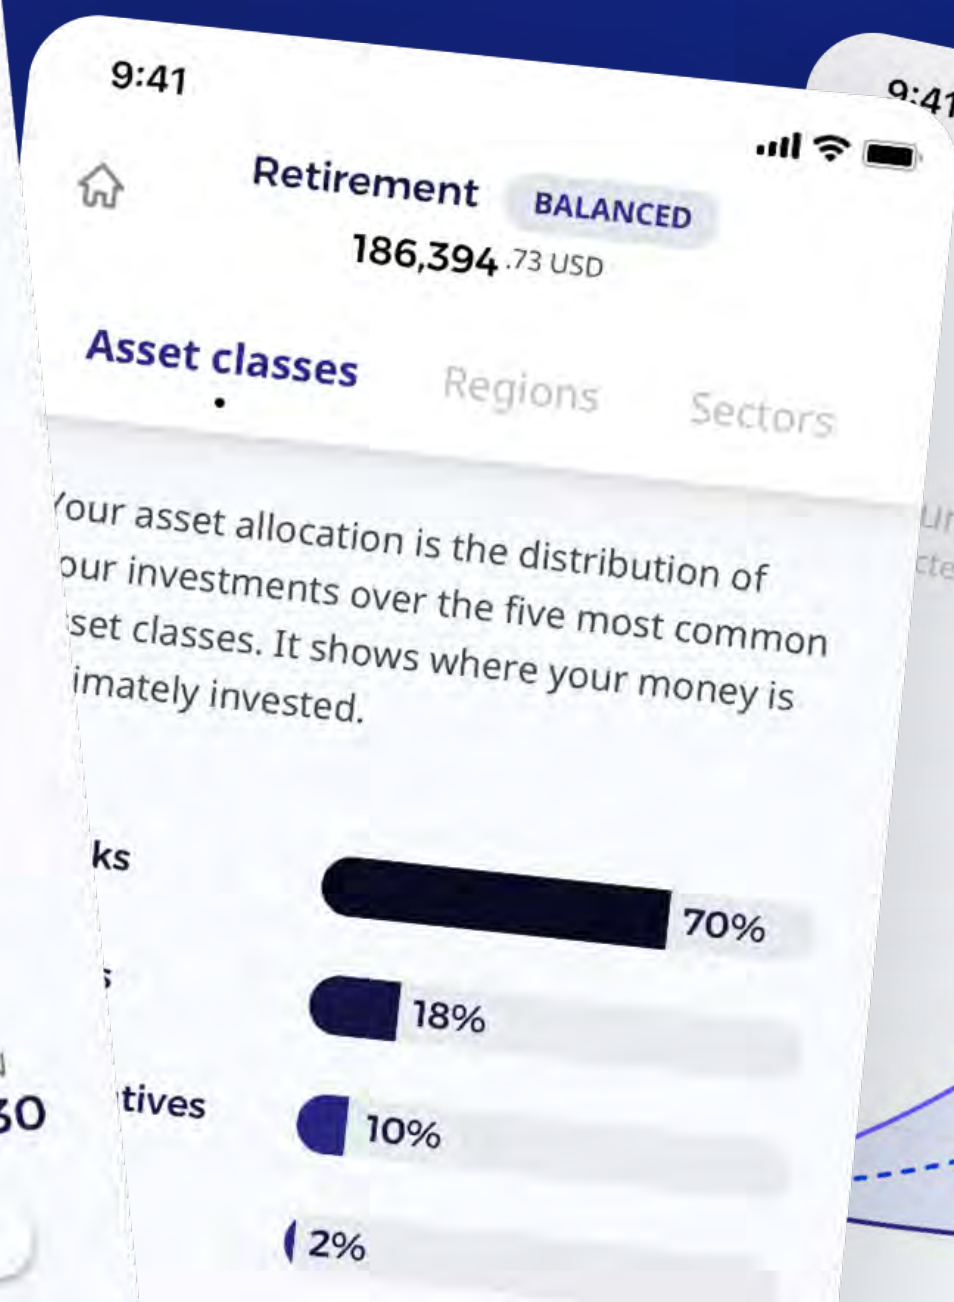 9:41
9:41
Retirement BALANCED
186,394.73 USD
Asset classes Regions Sectors
Your asset allocation is the distribution of
our investments over the five most common
set classes. It shows where your money is
imately invested.
ks 70%
s 18%
tives 10%
2%
30